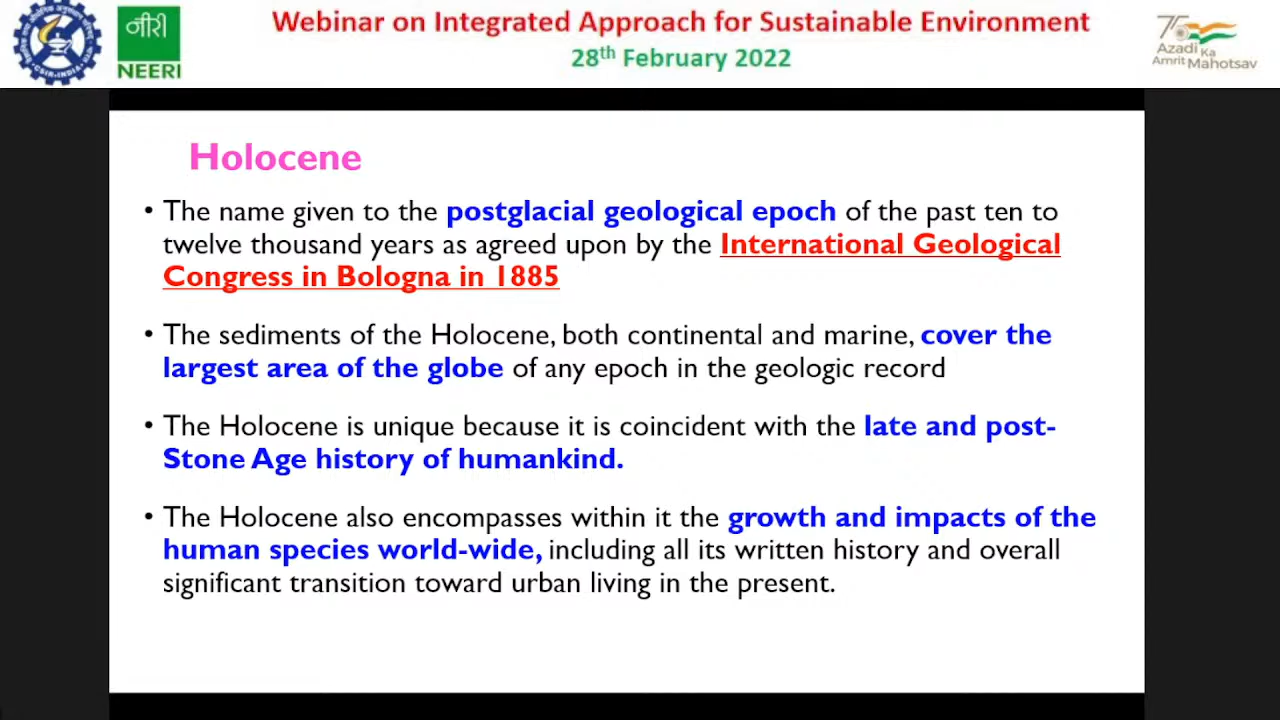 Webinar on Integrated Approach for Sustainable Environment
28th February 2022
नीरी
NEERI
CSIR-INDIA
75
Azadi Ka
Amrit Mahotsav
Holocene
• The name given to the postglacial geological epoch of the past ten to
twelve thousand years as agreed upon by the International Geological
Congress in Bologna in 1885
• The sediments of the Holocene, both continental and marine, cover the
largest area of the globe of any epoch in the geologic record
• The Holocene is unique because it is coincident with the late and post-
Stone Age history of humankind.
• The Holocene also encompasses within it the growth and impacts of the
human species world-wide, including all its written history and overall
significant transition toward urban living in the present.